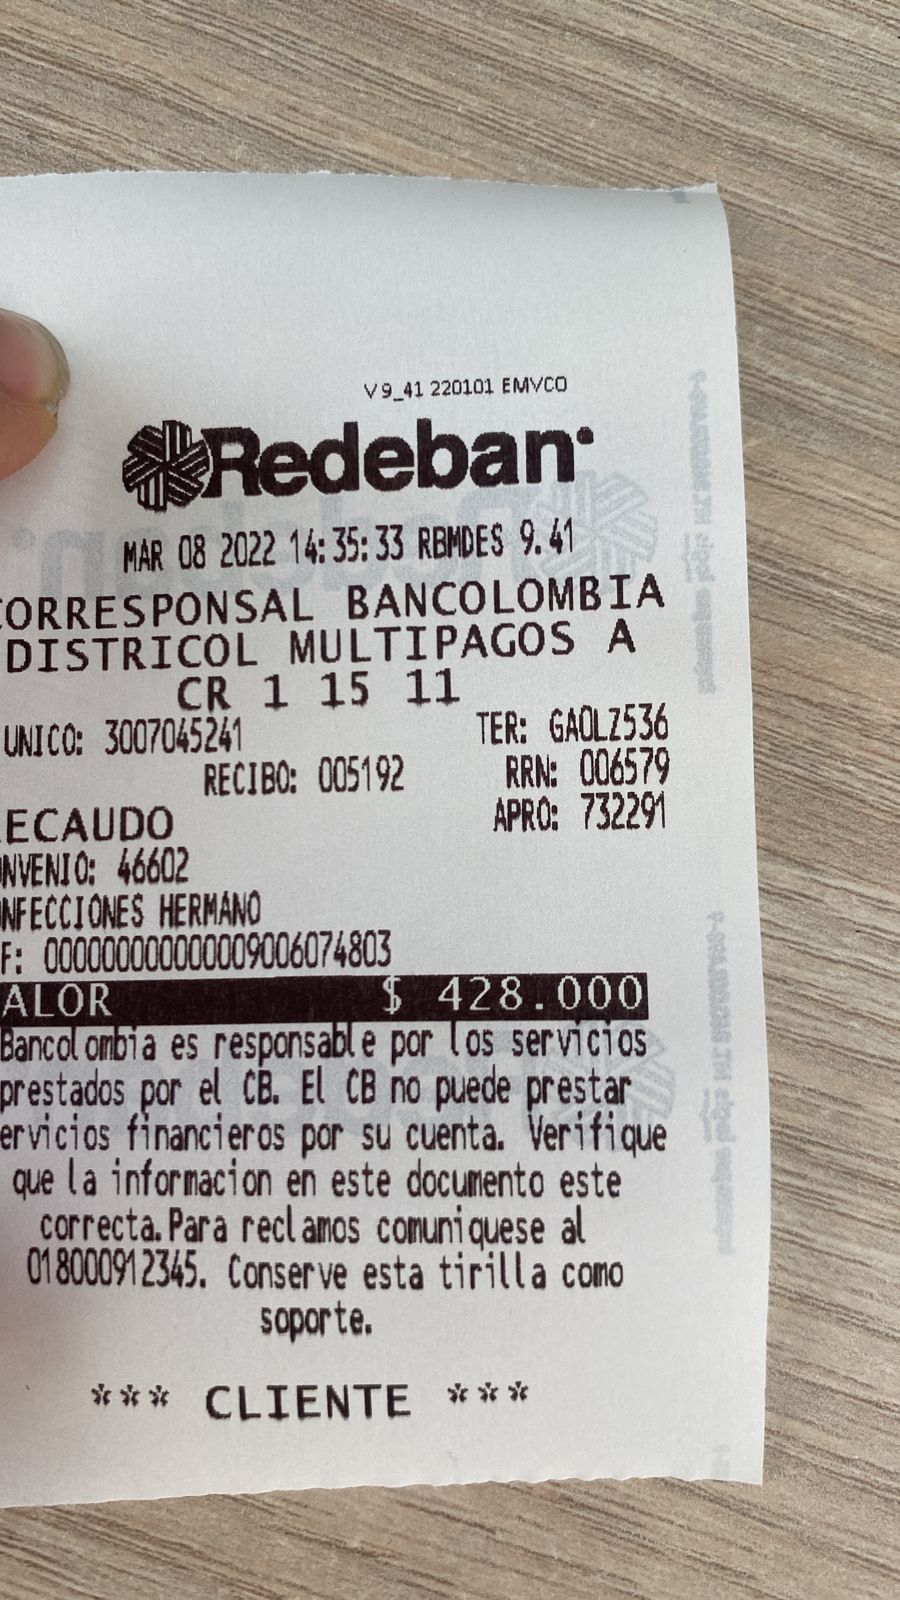 V9_41 220101 EMVCO
Redeban
MAR 08 2022 14:35:33 RBMDES 9.41
CORRESPONSAL BANCOLOMBIA
DISTRICOL MULTIPAGOS A
CR 1 15 11
UNICO: 3007045241 TER: GAOLZ536
RECIBO: 005192 RRN: 006579
ECAUDO APRO: 732291
NVENIO: 46602
NFECCIONES HERMANO
F: 000000000000009006074803
ALOR $ 428.000
Bancolombia es responsable por los servicios
prestados por el CB. El CB no puede prestar
ervicios financieros por su cuenta. Verifique
que la informacion en este documento este
correcta.Para reclamos comuniquese al
018000912345. Conserve esta tirilla como
soporte.
*** CLIENTE ***